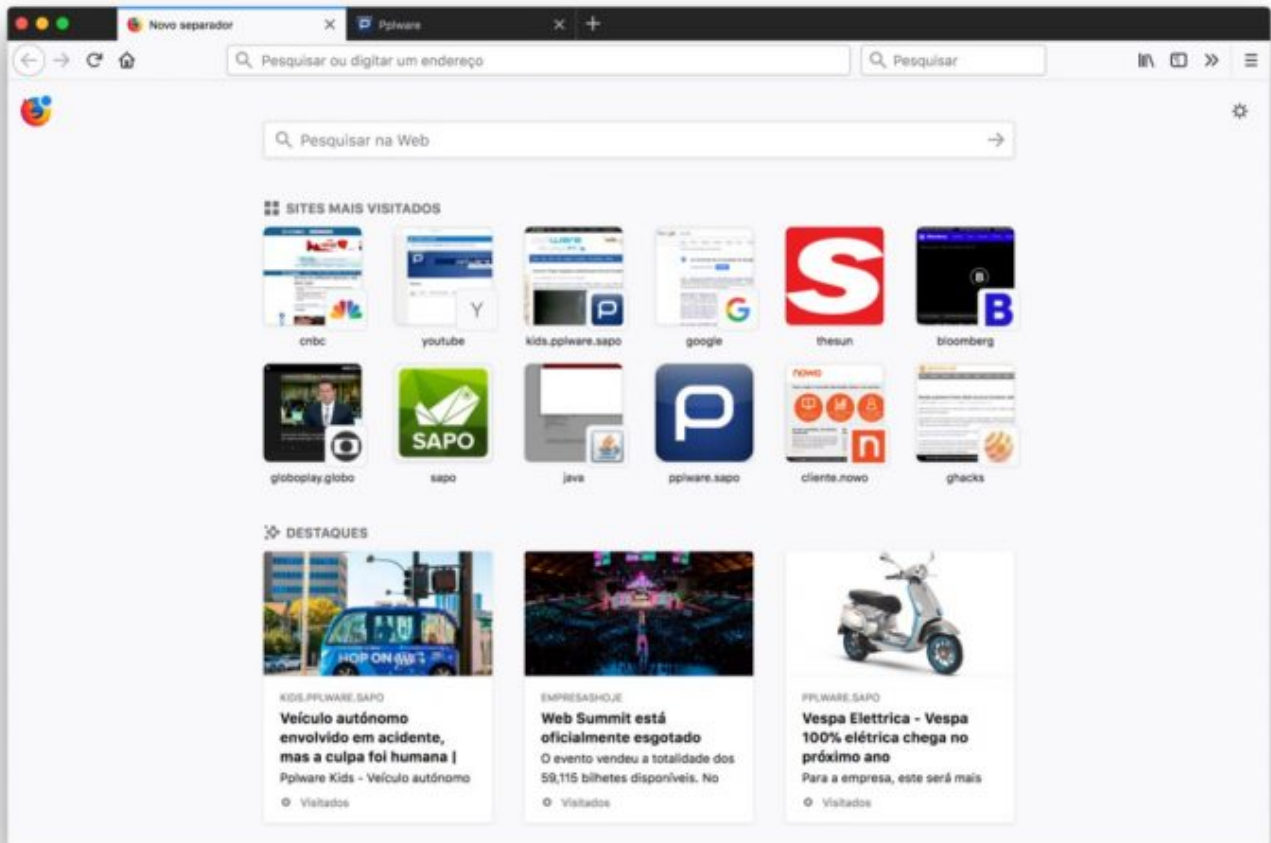 Novo separador
Pplware
Pesquisar ou digitar um endereço
Pesquisar
Pesquisar na Web
SITES MAIS VISITADOS
Y
cnbc
youtube
kids.pplware.sapo
google
thesun
bloomberg
nowo
SAPO
globoplay.globo
sapo
java
pplware.sapo
cliente.nowo
ghacks
DESTAQUES
HOP ON
KIDS.PPLWARE.SAPO
Veículo autónomo
envolvido em acidente,
mas a culpa foi humana |
Pplware Kids - Veículo autónomo
Visitados
EMPRESASHOJE
Web Summit está
oficialmente esgotado
O evento vendeu a totalidade dos
59,115 bilhetes disponíveis. No
Visitados
PPLWARE.SAPO
Vespa Elettrica - Vespa
100% elétrica chega no
próximo ano
Para a empresa, este será mais
Visitados